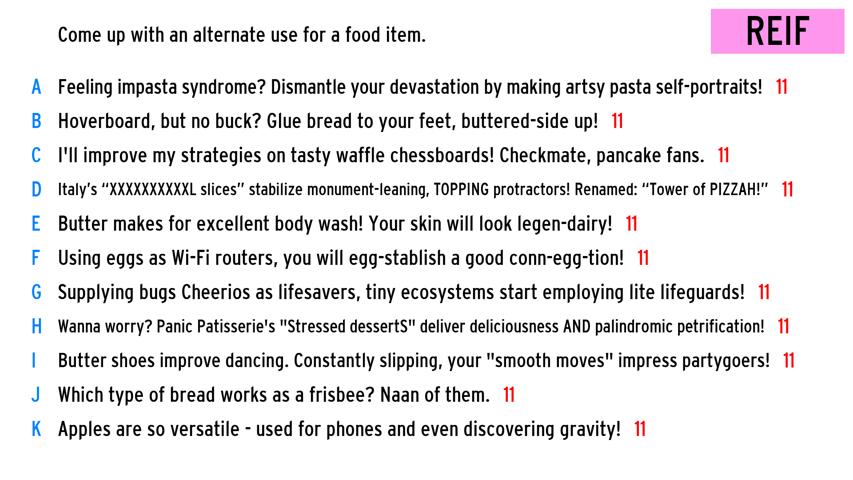 Come up with an alternate use for a food item.
REIF
A Feeling impasta syndrome? Dismantle your devastation by making artsy pasta self-portraits! 11
B Hoverboard, but no buck? Glue bread to your feet, buttered-side up! 11
C I'll improve my strategies on tasty waffle chessboards! Checkmate, pancake fans. 11
D Italy's “XXXXXXXXXXL slices” stabilize monument-leaning, TOPPING protractors! Renamed: “Tower of PIZZAH!” 11
E Butter makes for excellent body wash! Your skin will look legen-dairy! 11
F Using eggs as Wi-Fi routers, you will egg-stablish a good conn-egg-tion! 11
G Supplying bugs Cheerios as lifesavers, tiny ecosystems start employing lite lifeguards! 11
H Wanna worry? Panic Patisserie's "Stressed dessertS" deliver deliciousness AND palindromic petrification! 11
I Butter shoes improve dancing. Constantly slipping, your "smooth moves" impress partygoers! 11
J Which type of bread works as a frisbee? Naan of them. 11
K Apples are so versatile - used for phones and even discovering gravity! 11